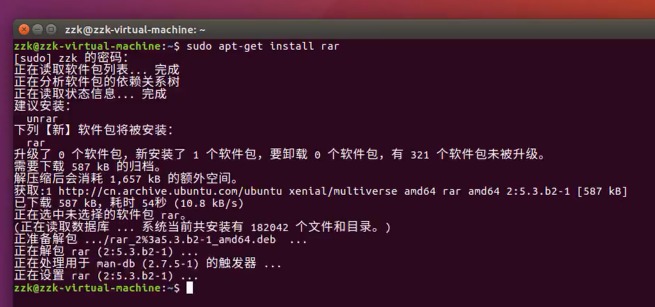 zzk@zzk-virtual-machine: ~
zzk@zzk-virtual-machine:~$ sudo apt-get install rar
[sudo] zzk 的密码：
正在读取软件包列表... 完成
正在分析软件包的依赖关系树
正在读取状态信息... 完成
建议安装：
unrar
下列【新】软件包将被安装：
rar
升级了 0 个软件包，新安装了 1 个软件包，要卸载 0 个软件包，有 321 个软件包未被升级。
需要下载 587 kB 的归档。
解压缩后会消耗 1,657 kB 的额外空间。
获取:1 http://cn.archive.ubuntu.com/ubuntu xenial/multiverse amd64 rar amd64 2:5.3.b2-1 [587 kB]
已下载 587 kB，耗时 54秒 (10.8 kB/s)
正在选中未选择的软件包 rar。
(正在读取数据库 ... 系统当前共安装有 182042 个文件和目录。)
正准备解包 .../rar_2%3a5.3.b2-1_amd64.deb ...
正在解包 rar (2:5.3.b2-1) ...
正在处理用于 man-db (2.7.5-1) 的触发器 ...
正在设置 rar (2:5.3.b2-1) ...
zzk@zzk-virtual-machine:~$